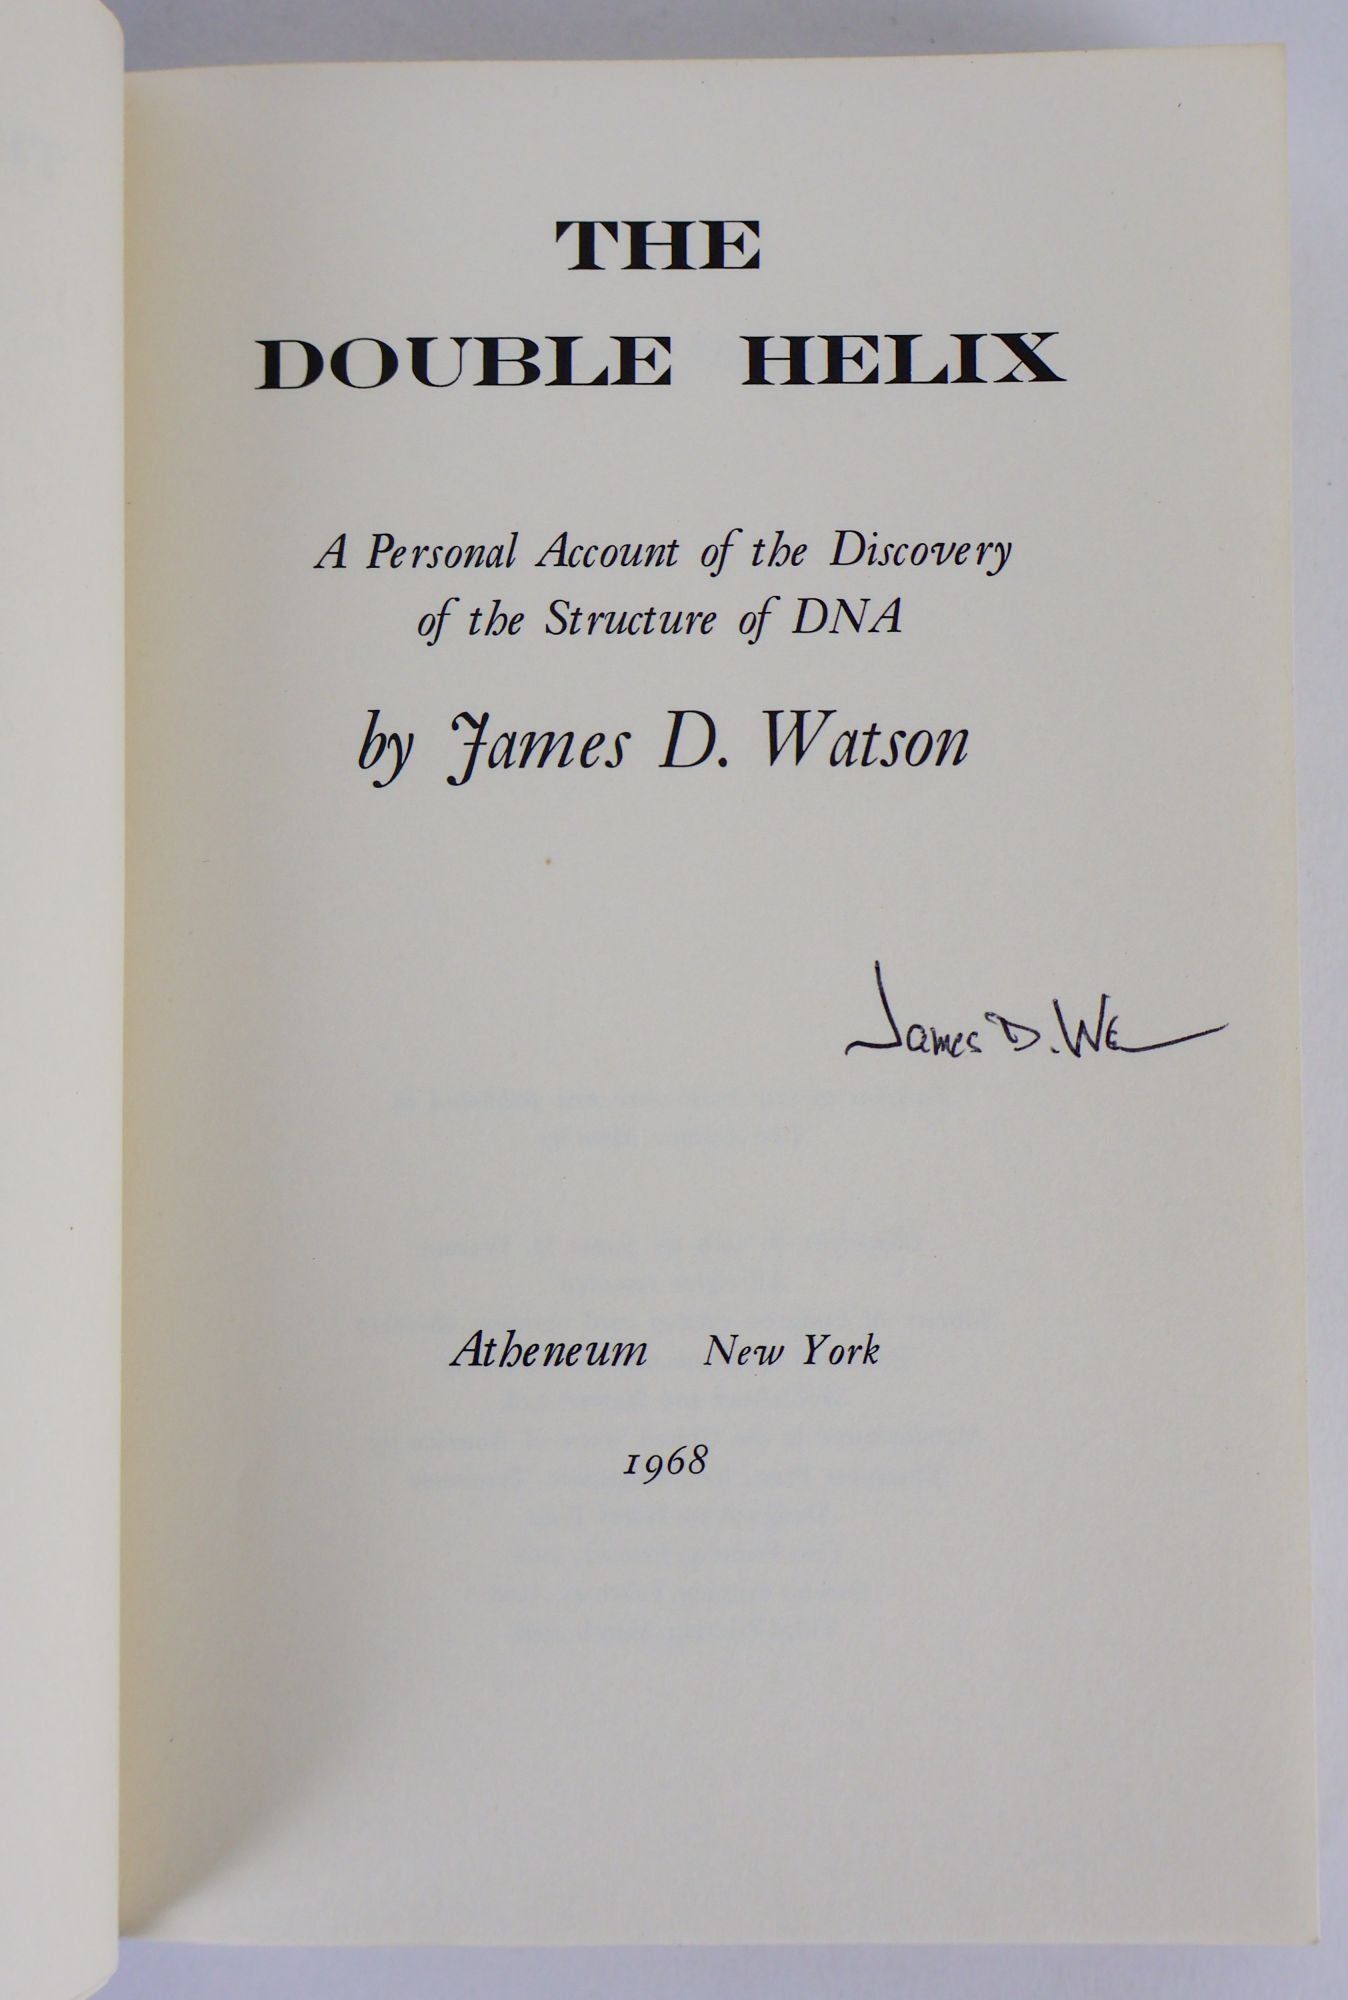 THE
DOUBLE HELIX
A Personal Account of the Discovery
of the Structure of DNA
by James D. Watson
James D. W
Atheneum New York
1968